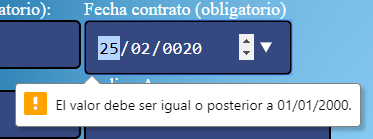 atorio): Fecha contrato (obligatorio)
25/02/0020
El valor debe ser igual o posterior a 01/01/2000.